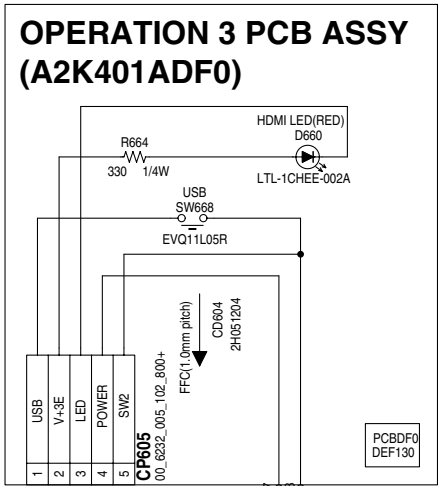 OPERATION 3 PCB ASSY
(A2K401ADF0)
HDMI LED(RED)
D660
R664
330 1/4W
LTL-1CHEE-002A
USB
SW668
EVQ11L05R
FFC(1.0mm pitch)
CD604
2H051204
USB
V+3E
LED
POWER
SW2
1
2
3
4
5
CP605
00_6232_005_102_800+
PCBDF0
DEF130